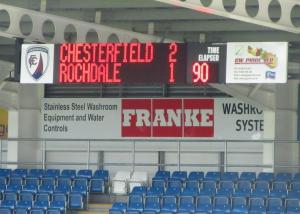 CHESTERFIELD 2
ROCHDALE 1
TIME
ELAPSED
90
Stainless Steel Washroom
Equipment and Water
Controls
FRANKE
WASHRO
SYSTE